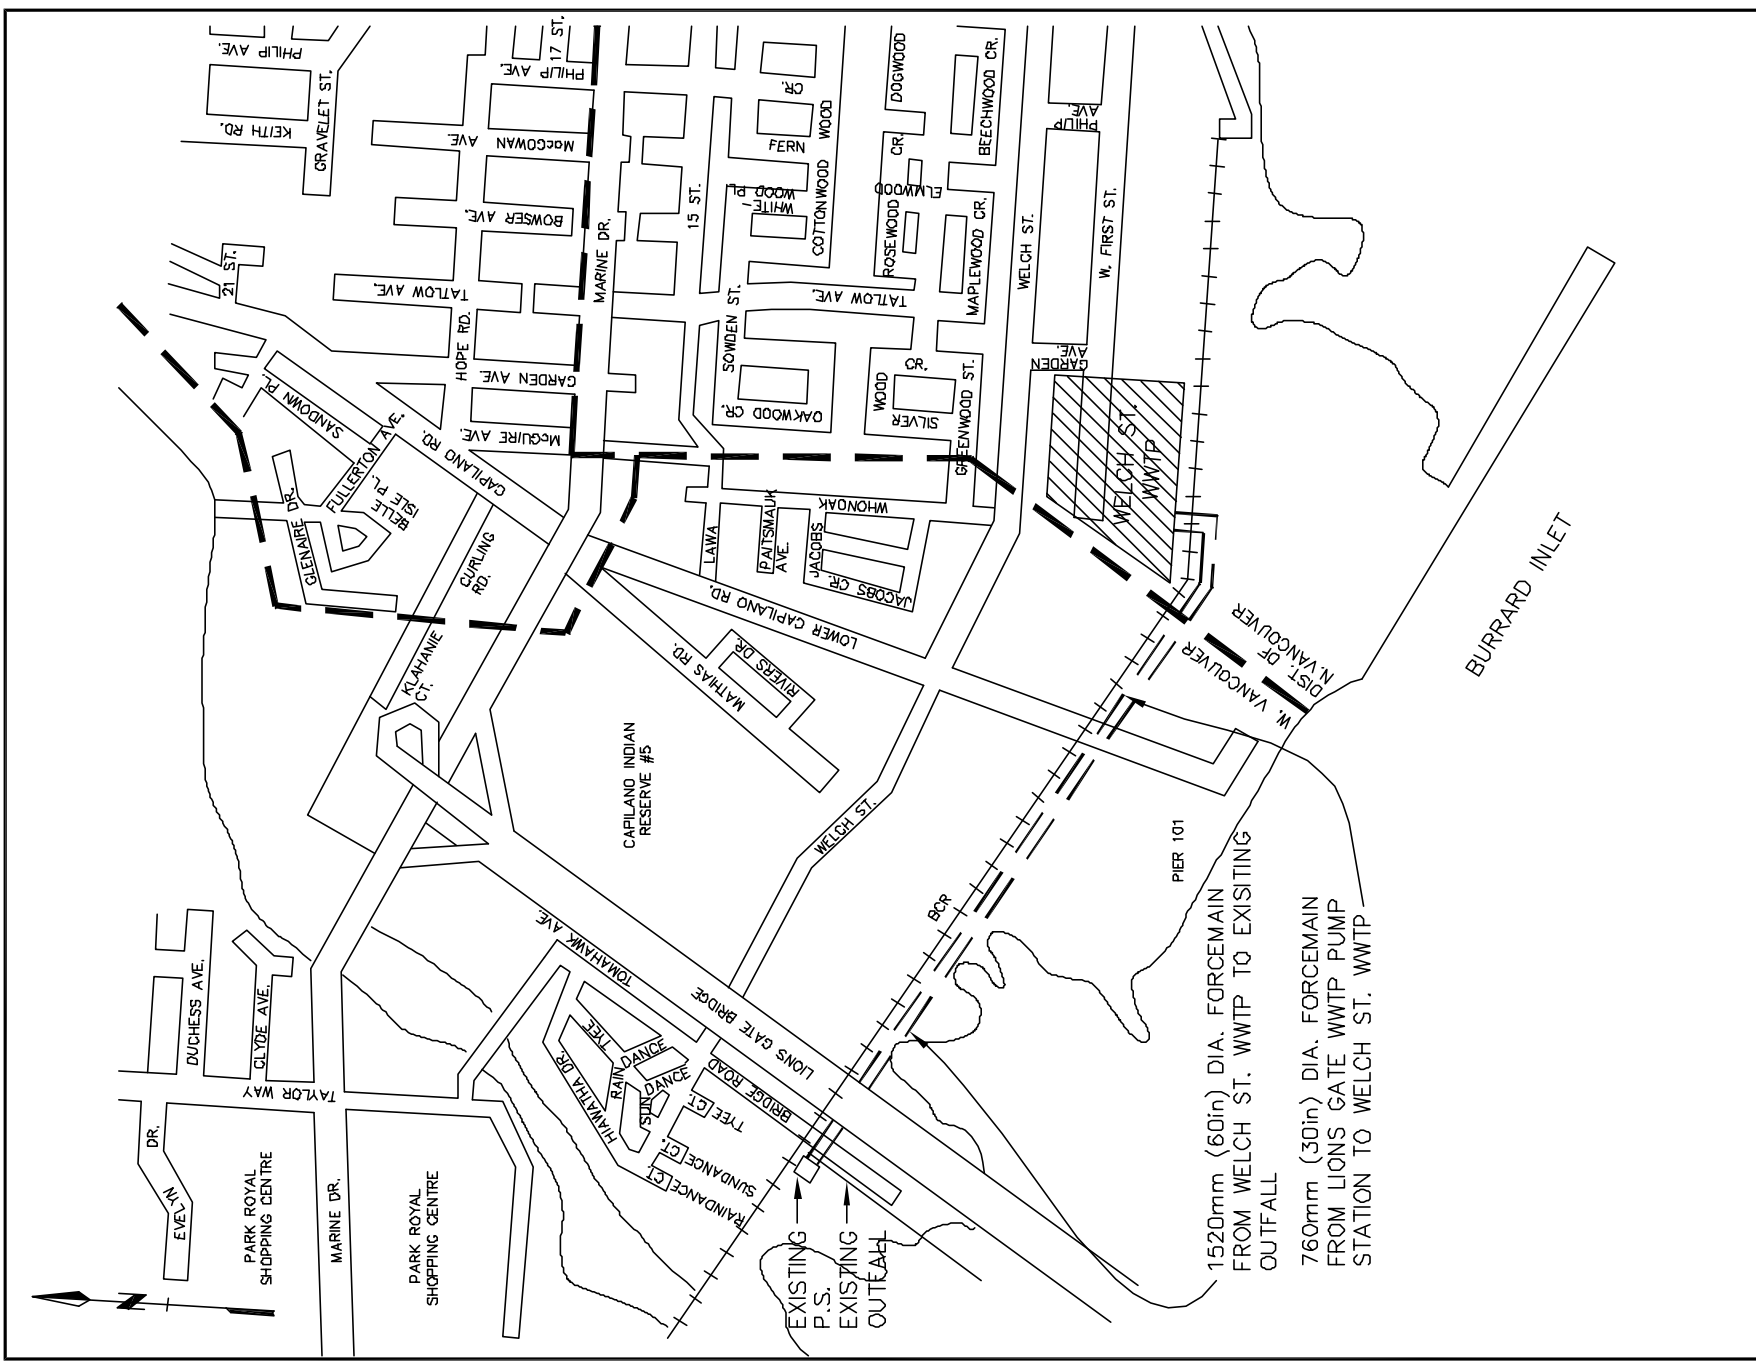 PHILIP AVE.
KEITH RD.
GRAVELET ST.
21 ST.
17 ST.
PHILIP AVE.
MacGOWAN AVE.
BOWSER AVE.
TATLOW AVE.
HOPE RD.
GARDEN AVE.
McGUIRE AVE.
MARINE DR.
15 ST.
SOWDEN ST.
CR.
FERN
WOOD
WHITE-
WOOD PL
COTTONWOOD
TATLOW AVE.
OAKWOOD CR.
DOGWOOD
CR.
ROSEWOOD
ELMWOOD
BEECHWOOD CR.
MAPLEWOOD CR.
WOOD
CR.
SILVER
GREENWOOD ST.
WELCH ST.
W. FIRST ST.
PHILIP
AVE.
GARDEN
AVE.
WELCH ST.
WWTP
SANDOWN PL.
FULLERTON AVE.
CAPILANO RD.
BELLE
ISLE PL.
GLENAIRE DR.
CURLING
RD.
KLAHANIE
CT.
LAWA
PAITSMAUK
AVE.
WHONOAK
JACOBS
JACOBS CR.
LOWER CAPILANO RD.
MATHIAS RD.
RIVERS DR.
CAPILANO INDIAN
RESERVE #5
WELCH ST.
W. VANCOUVER
DIST. OF
N.VANCOUVER
BURRARD INLET
PIER 101
BCR
DUCHESS AVE.
CLYDE AVE.
TAYLOR WAY
EVELYN
DR.
PARK ROYAL
SHOPPING CENTRE
MARINE DR.
PARK ROYAL
SHOPPING CENTRE
N
TOMAHAWK AVE.
LIONS GATE BRIDGE
BRIDGE ROAD
HIAWATHA DR.
TYEE
RAIN
DANCE
SUN
DANCE
TYEE CT.
SUNDANCE CT.
RAINDANCE CT.
EXISTING
P.S.
EXISTING
OUTFALL
1520mm (60in) DIA. FORCEMAIN
FROM WELCH ST. WWTP TO EXISITING
OUTFALL
760mm (30in) DIA. FORCEMAIN
FROM LIONS GATE WWTP PUMP
STATION TO WELCH ST. WWTP